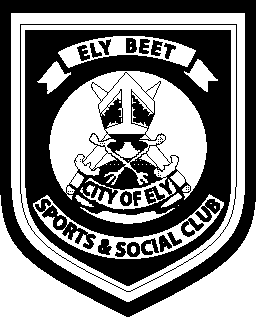 ELY BEET
CITY OF ELY
SPORTS & SOCIAL CLUB